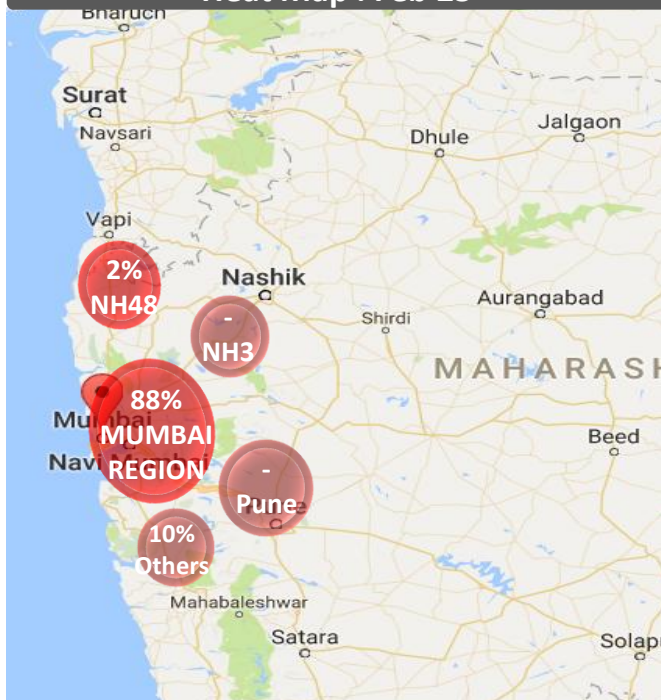 Bharuch
Surat
Navsari
Dhule
Jalgaon
Vapi
2%
NH48
Nashik
Aurangabad
Shirdi
-
NH3
MAHARASH
88%
MUMBAI
REGION
Mumbai
Navi Mumbai
Beed
-
Pune
10%
Others
Mahabaleshwar
Satara
Solap